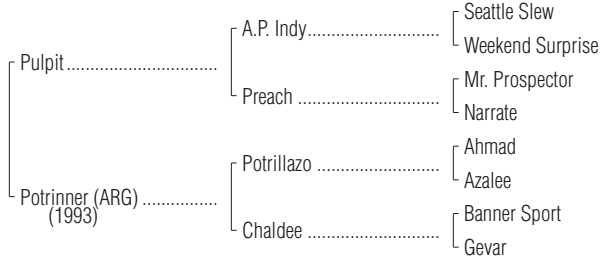 Seattle Slew
A.P. Indy
Weekend Surprise
Pulpit
Mr. Prospector
Preach
Narrate
Ahmad
Potrillazo
Azalee
Potrinner (ARG)
(1993)
Banner Sport
Chaldee
Gevar